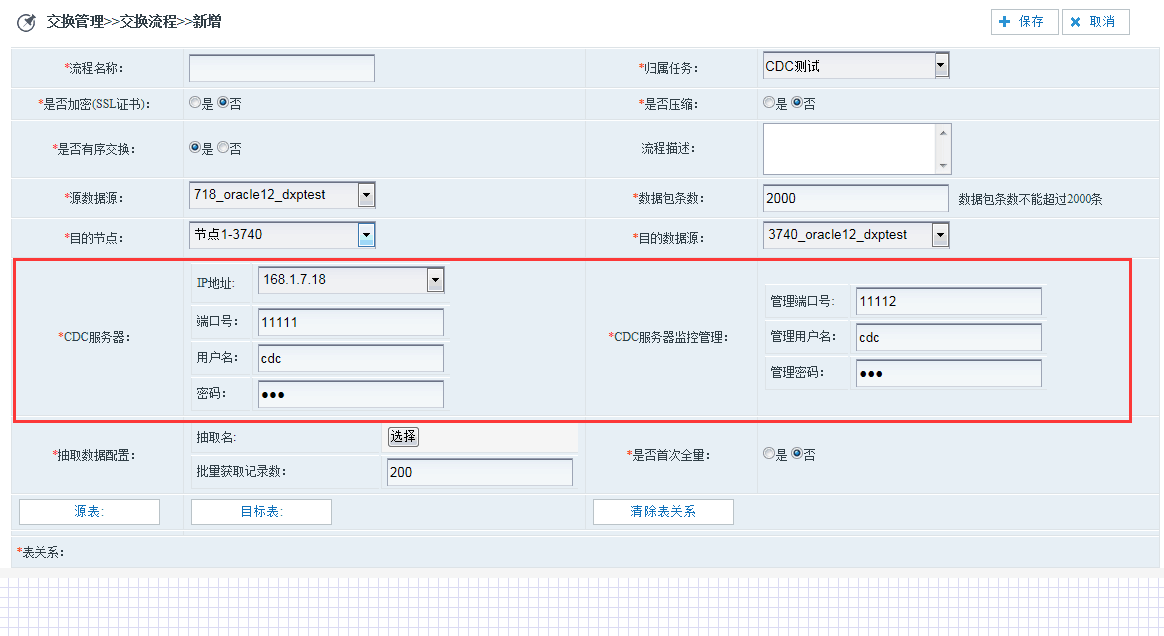 交换管理>>交换流程>>新增
保存 取消
*流程名称:
*归属任务: CDC测试
*是否加密(SSL证书): 是 否
*是否压缩: 是 否
*是否有序交换: 是 否
流程描述:
*源数据源: 718_oracle12_dxptest
*数据包条数: 2000 数据包条数不能超过2000条
*目的节点: 节点1-3740
*目的数据源: 3740_oracle12_dxptest
*CDC服务器:
IP地址: 168.1.7.18
端口号: 11111
用户名: cdc
密码: ●●●
*CDC服务器监控管理:
管理端口号: 11112
管理用户名: cdc
管理密码: ●●●
*抽取数据配置:
抽取名: 选择
批量获取记录数: 200
*是否首次全量: 是 否
源表: 目标表: 清除表关系
*表关系: